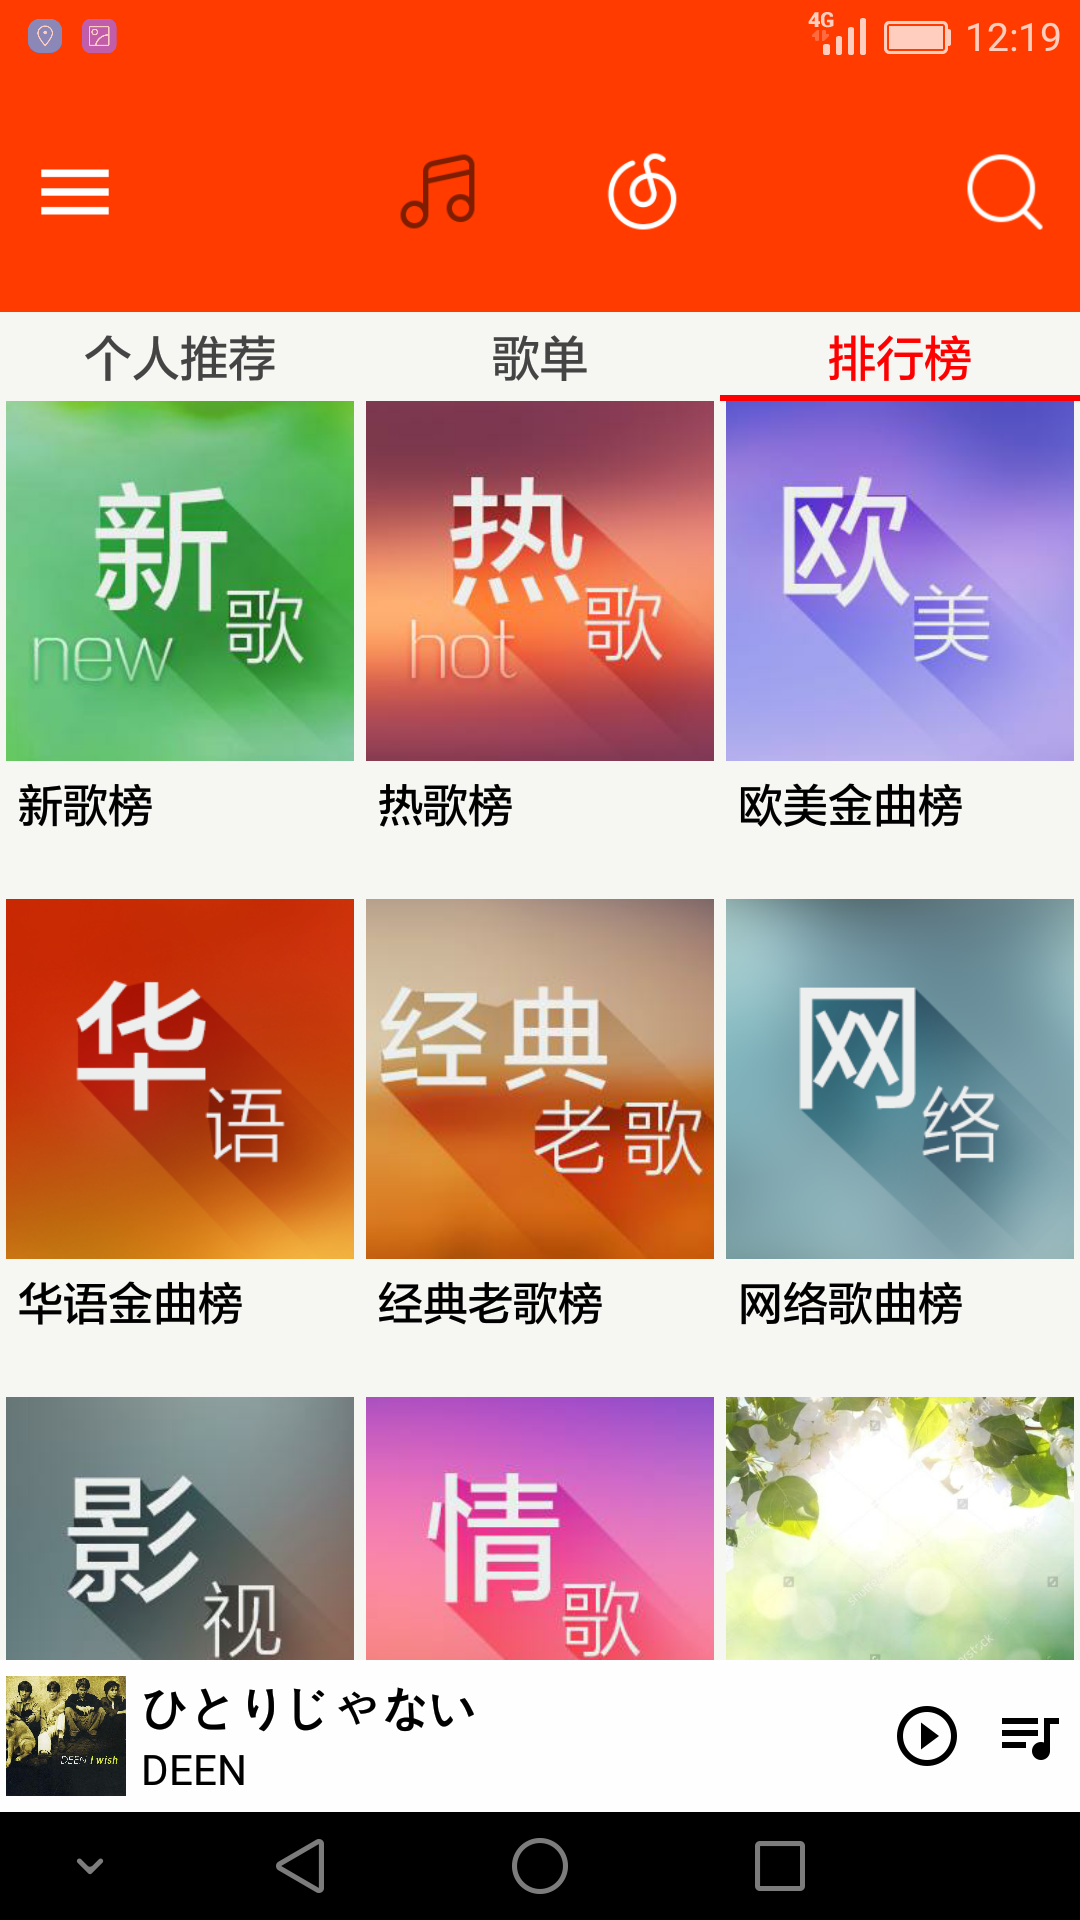 4G 12:19
个人推荐 歌单 排行榜
新歌 new
热歌 hot
欧美
新歌榜 热歌榜 欧美金曲榜
华语
经典老歌
网络
华语金曲榜 经典老歌榜 网络歌曲榜
影视
情歌
ひとりじゃない
DEEN I wish
DEEN